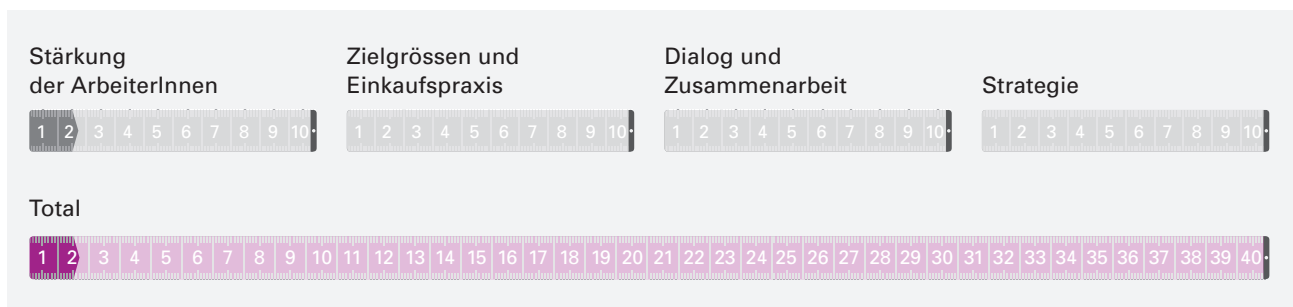 Stärkung
der ArbeiterInnen
1 2 3 4 5 6 7 8 9 10
Zielgrössen und
Einkaufspraxis
1 2 3 4 5 6 7 8 9 10
Dialog und
Zusammenarbeit
1 2 3 4 5 6 7 8 9 10
Strategie
1 2 3 4 5 6 7 8 9 10
Total
1 2 3 4 5 6 7 8 9 10 11 12 13 14 15 16 17 18 19 20 21 22 23 24 25 26 27 28 29 30 31 32 33 34 35 36 37 38 39 40